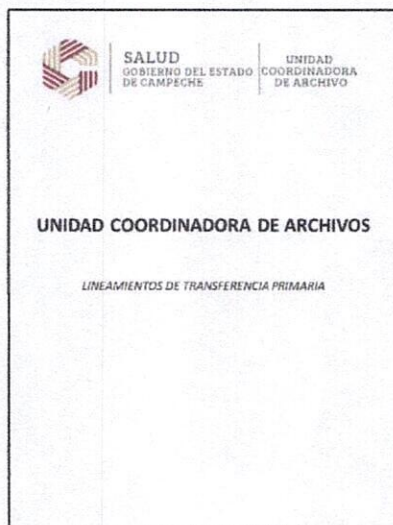 SALUD
GOBIERNO DEL ESTADO
DE CAMPECHE
UNIDAD
COORDINADORA
DE ARCHIVO
UNIDAD COORDINADORA DE ARCHIVOS
LINEAMIENTOS DE TRANSFERENCIA PRIMARIA